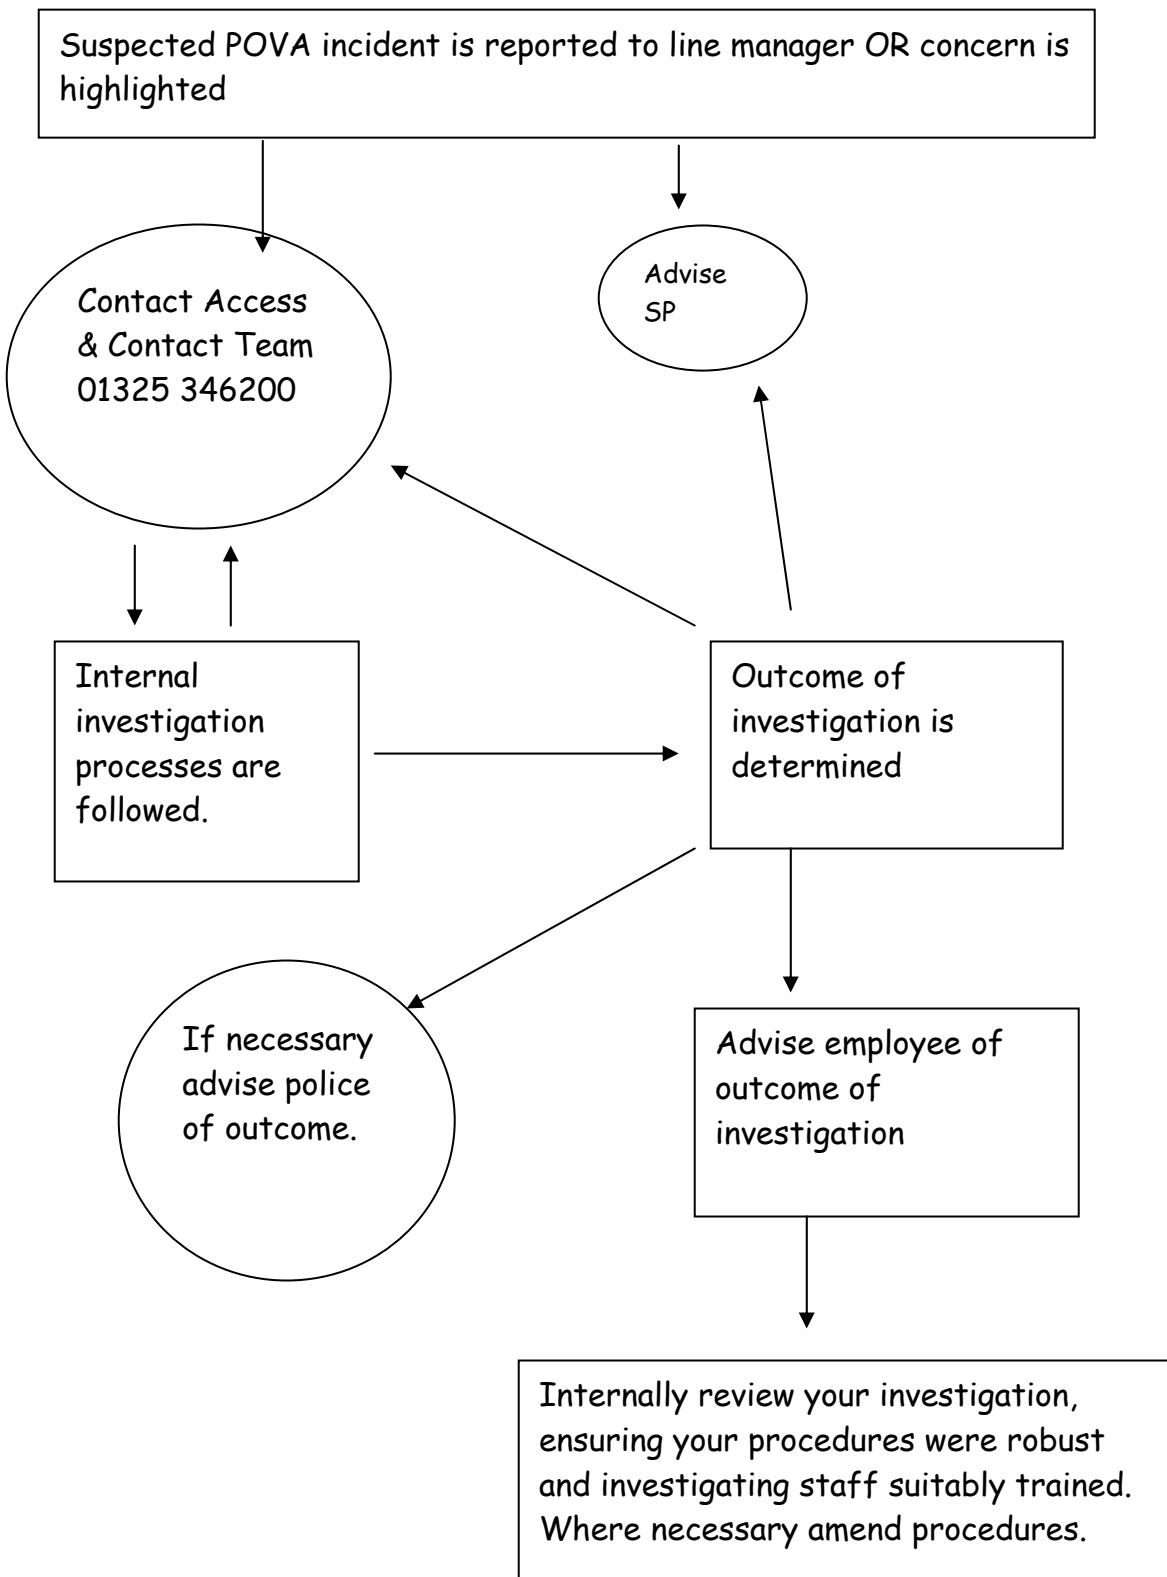 Suspected POVA incident is reported to line manager OR concern is
highlighted
Contact Access
& Contact Team
01325 346200
Advise
SP
Internal
investigation
processes are
followed.
Outcome of
investigation is
determined
If necessary
advise police
of outcome.
Advise employee of
outcome of
investigation
Internally review your investigation,
ensuring your procedures were robust
and investigating staff suitably trained.
Where necessary amend procedures.